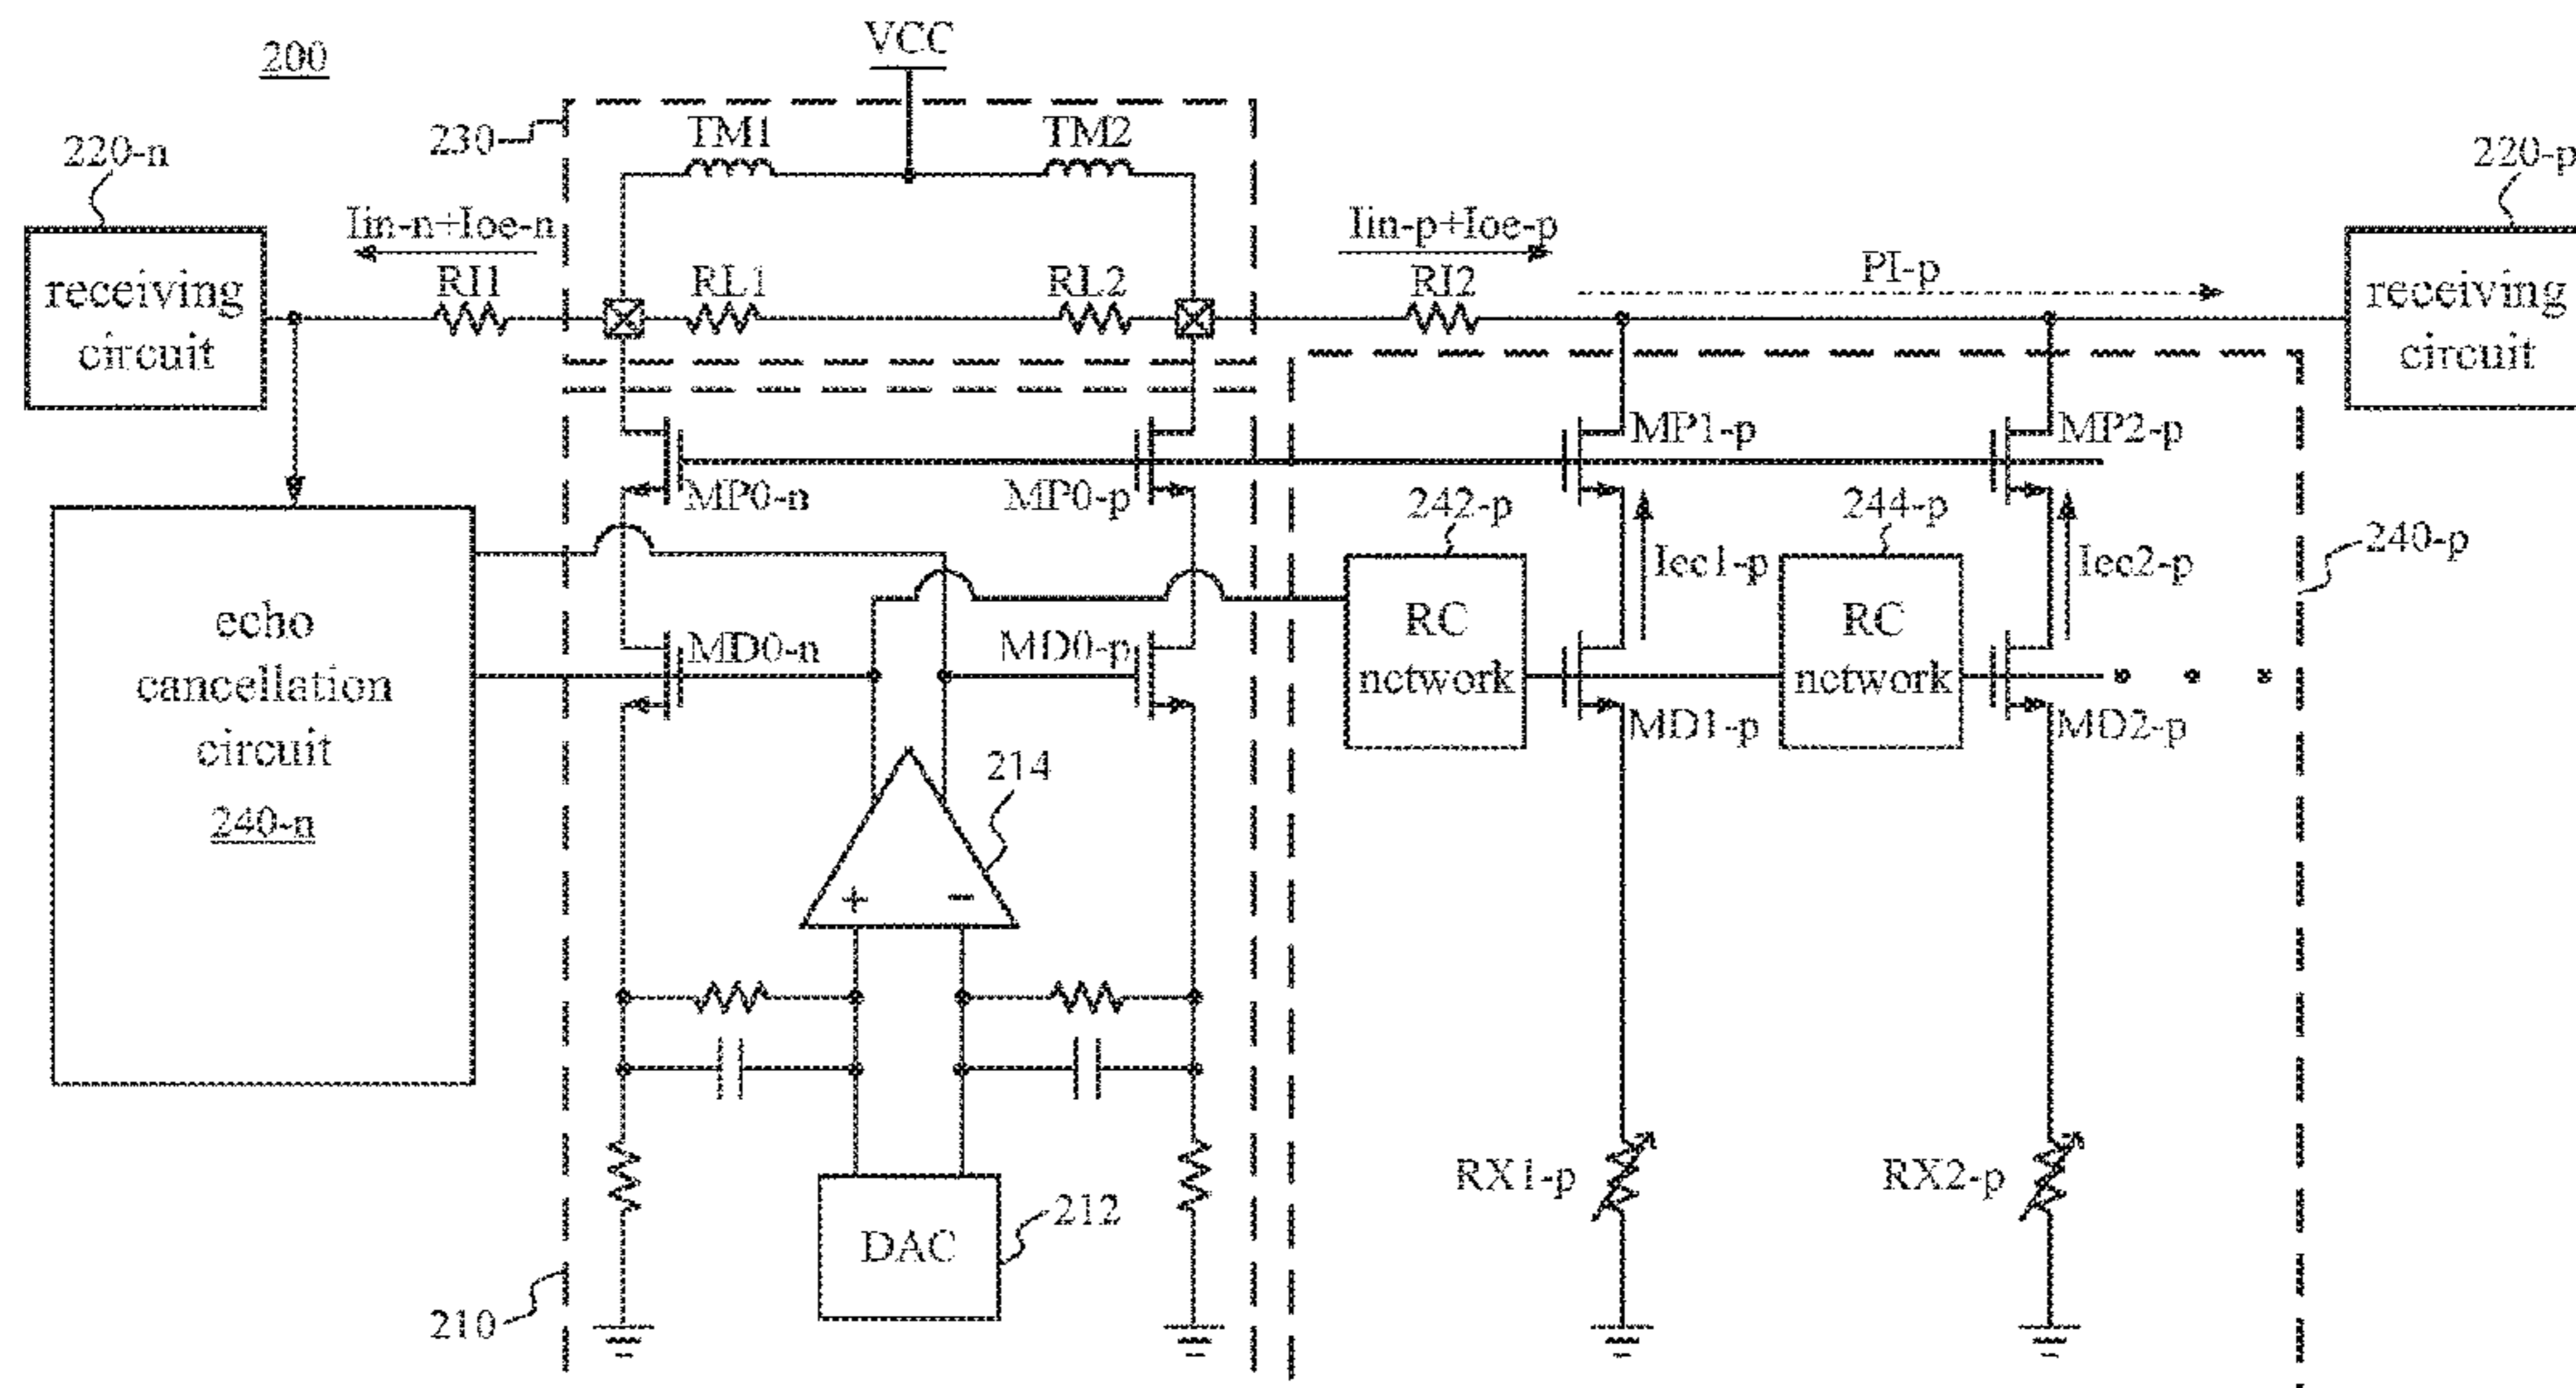 200
VCC
230
TM1
TM2
220-n
220-p
Iin-n+Ioe-n
Iin-p+Ioe-p
PI-p
receiving
circuit
RI1
RL1
RL2
RI2
receiving
circuit
MP0-n
MP0-p
MP1-p
MP2-p
242-p
244-p
240-p
Iec1-p
Iec2-p
echo
cancellation
circuit
240-n
MD0-n
MD0-p
RC
network
RC
network
MD1-p
MD2-p
214
+
−
RX1-p
RX2-p
DAC
212
210